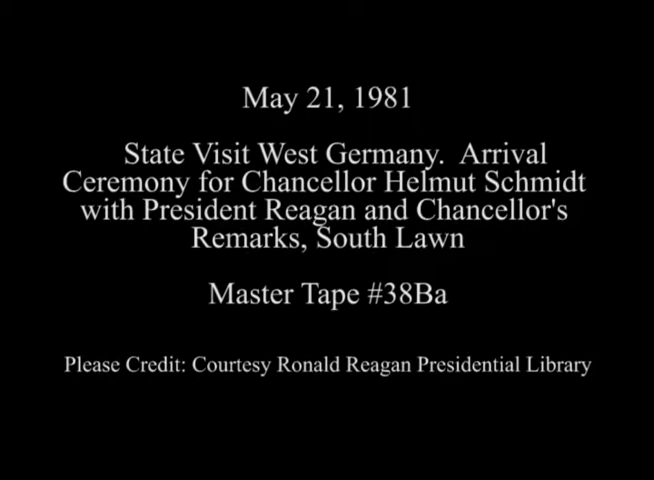 May 21, 1981
State Visit West Germany.  Arrival
Ceremony for Chancellor Helmut Schmidt
with President Reagan and Chancellor's
Remarks, South Lawn
Master Tape #38Ba
Please Credit: Courtesy Ronald Reagan Presidential Library